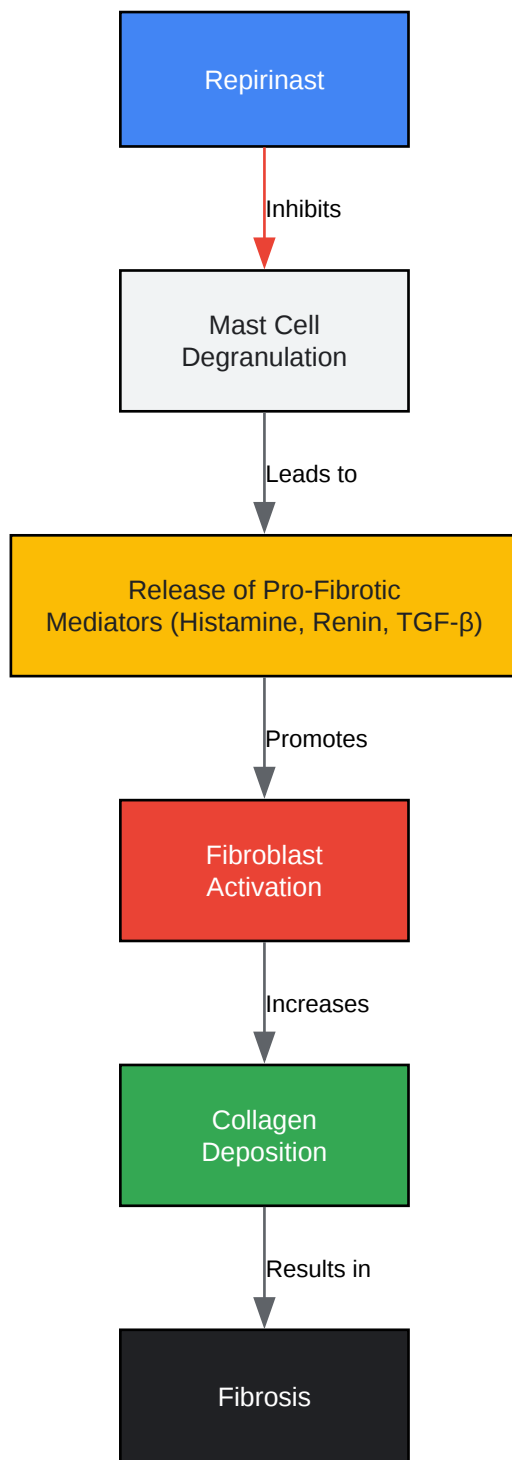 Repirinast
Inhibits
Mast Cell
Degranulation
Leads to
Release of Pro-Fibrotic
Mediators (Histamine, Renin, TGF-β)
Promotes
Fibroblast
Activation
Increases
Collagen
Deposition
Results in
Fibrosis